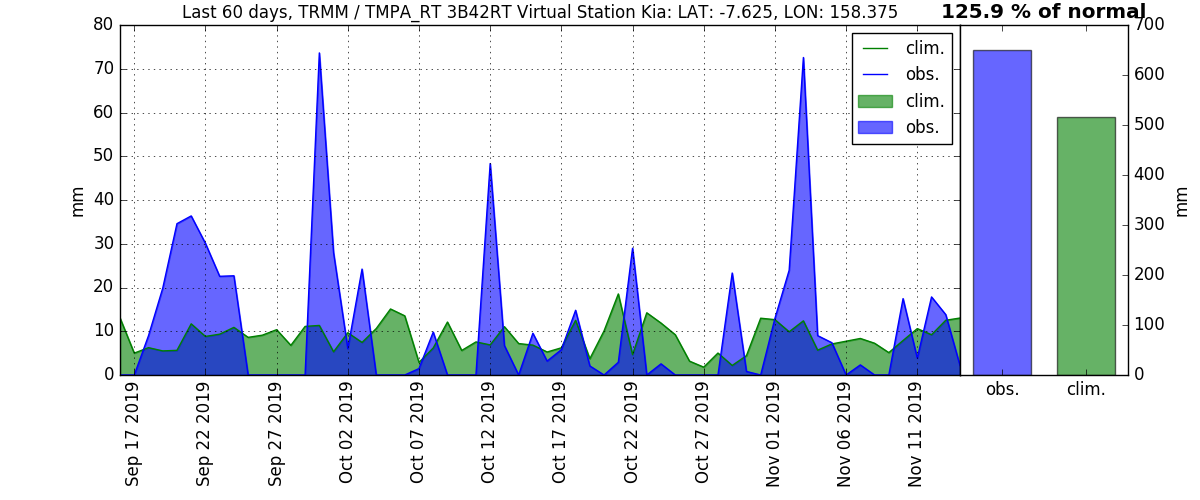 Last 60 days, TRMM / TMPA_RT 3B42RT Virtual Station Kia: LAT: -7.625, LON: 158.375
125.9 % of normal
80
70
60
50
40
30
20
10
0
mm
clim.
obs.
clim.
obs.
Sep 17 2019
Sep 22 2019
Sep 27 2019
Oct 02 2019
Oct 07 2019
Oct 12 2019
Oct 17 2019
Oct 22 2019
Oct 27 2019
Nov 01 2019
Nov 06 2019
Nov 11 2019
700
600
500
400
300
200
100
0
mm
obs.
clim.